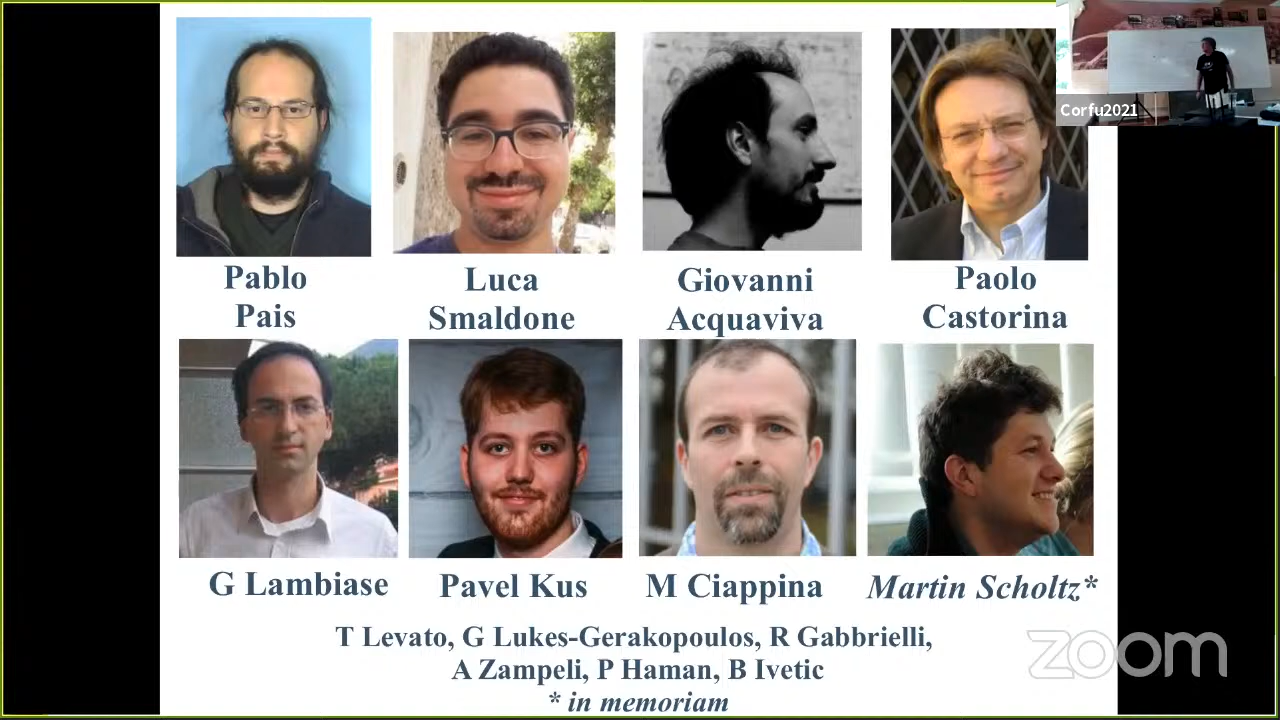 Corfu2021
Pablo
Pais
Luca
Smaldone
Giovanni
Acquaviva
Paolo
Castorina
G Lambiase
Pavel Kus
M Ciappina
Martin Scholtz*
T Levato, G Lukes-Gerakopoulos, R Gabbrielli,
A Zampeli, P Haman, B Ivetic
* in memoriam
zoom